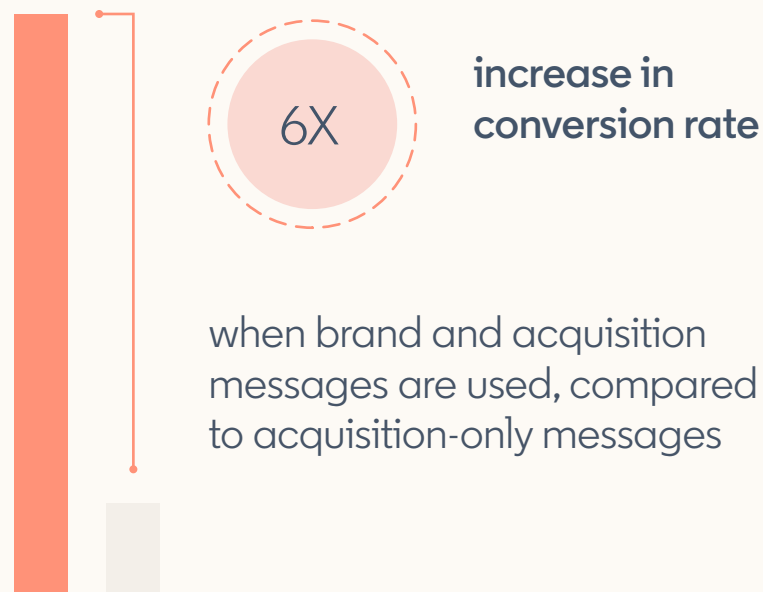 6X
increase in
conversion rate
when brand and acquisition
messages are used, compared
to acquisition-only messages